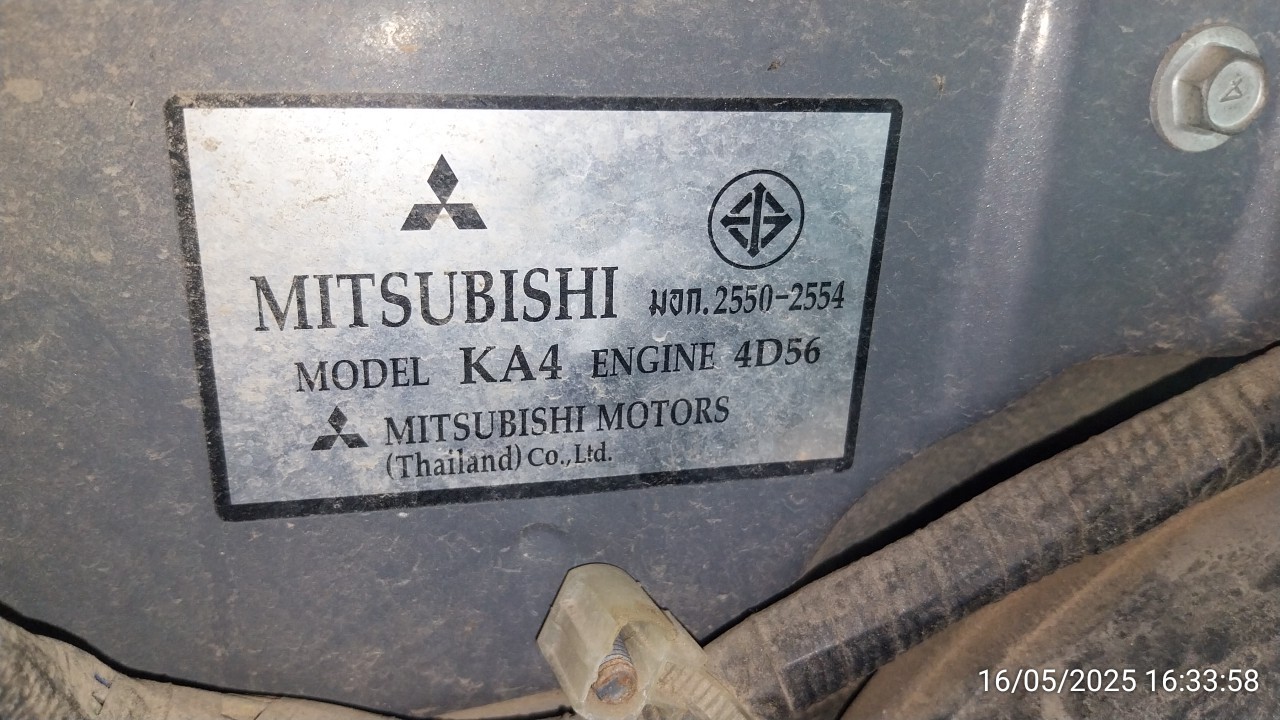 MITSUBISHI
มอก.2550-2554
MODEL KA4 ENGINE 4D56
MITSUBISHI MOTORS
(Thailand) Co.,Ltd.
16/05/2025 16:33:58